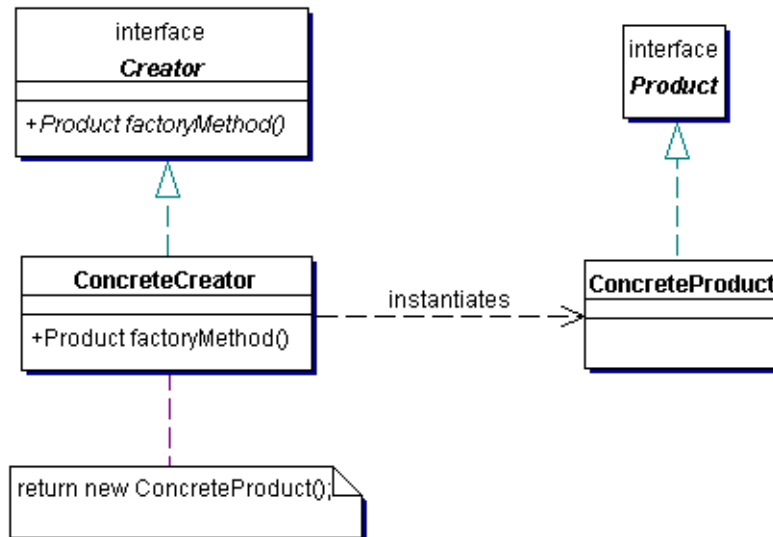 interface
Creator
+Product factoryMethod()
interface
Product
ConcreteCreator
+Product factoryMethod()
instantiates
ConcreteProduct
return new ConcreteProduct();